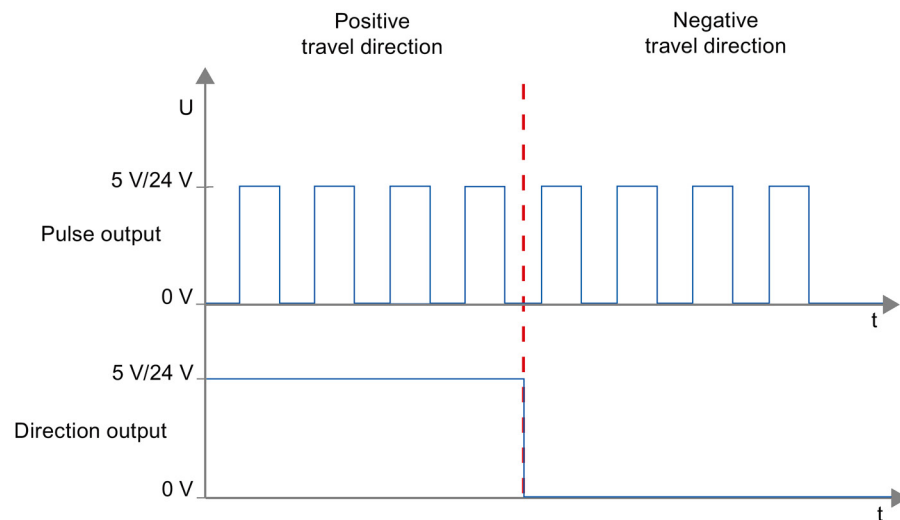 Positive
travel direction
Negative
travel direction
U
5 V/24 V
Pulse output
0 V
t
5 V/24 V
Direction output
0 V
t